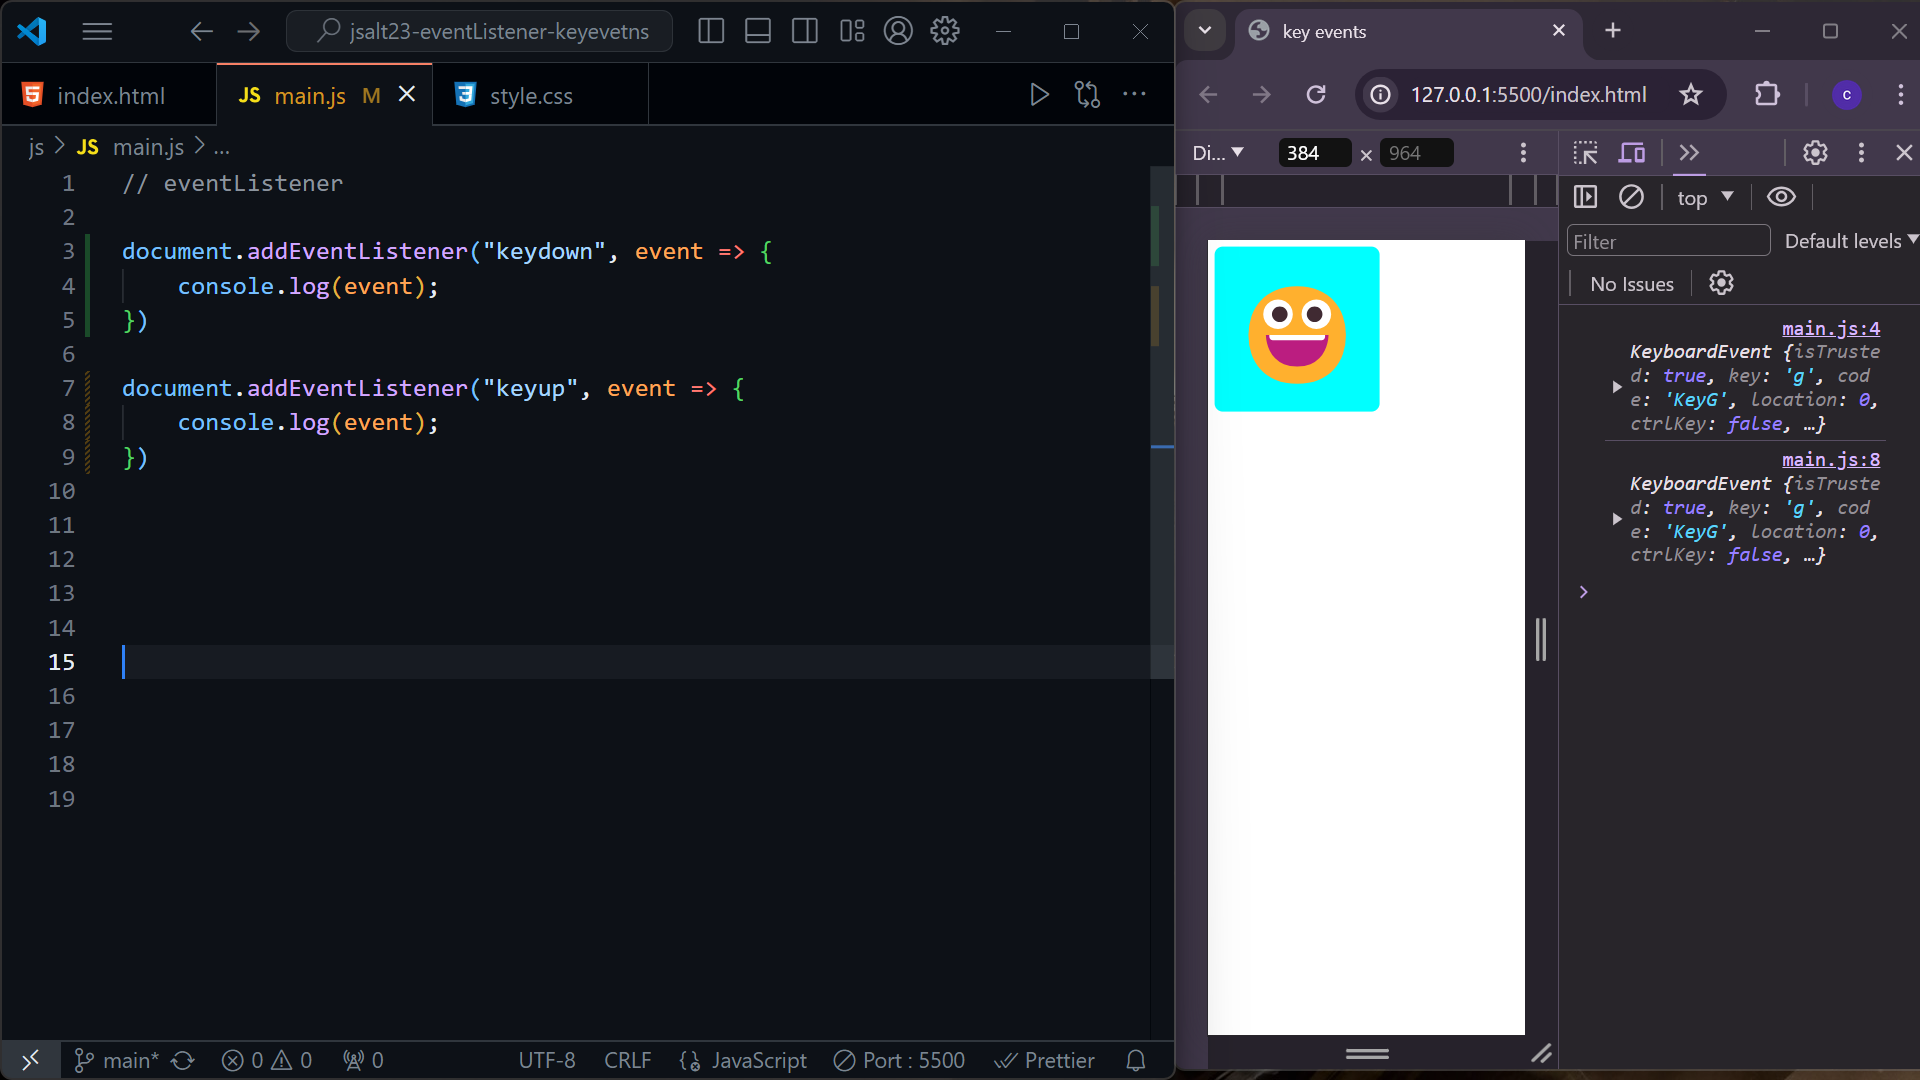 jsalt23-eventListener-keyevetns
index.html
JS main.js M
style.css
js > JS main.js > ...
1 // eventListener
2
3 document.addEventListener("keydown", event => {
4 console.log(event);
5 })
6
7 document.addEventListener("keyup", event => {
8 console.log(event);
9 })
10
11
12
13
14
15
16
17
18
19
main* 0 0 0 UTF-8 CRLF {} JavaScript Port : 5500 Prettier
key events
127.0.0.1:5500/index.html
c
Di... 384 × 964
top
Filter
Default levels
No Issues
main.js:4
KeyboardEvent {isTruste
d: true, key: 'g', cod
e: 'KeyG', location: 0,
ctrlKey: false, …}
main.js:8
KeyboardEvent {isTruste
d: true, key: 'g', cod
e: 'KeyG', location: 0,
ctrlKey: false, …}